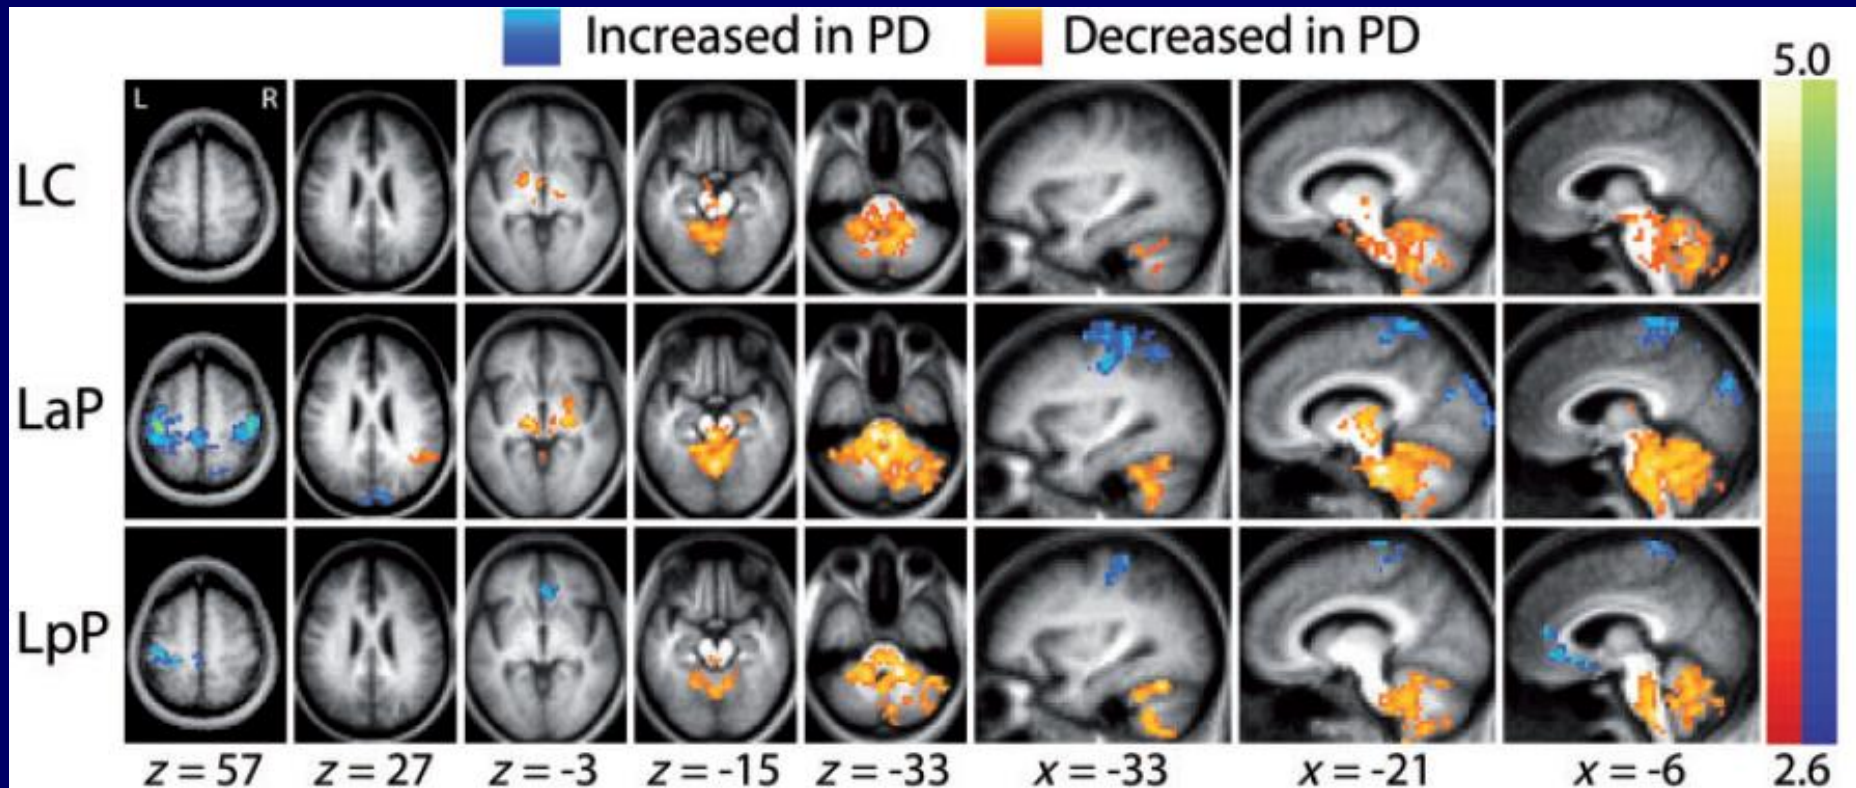 Increased in PD
Decreased in PD
5.0
L R
LC
LaP
LpP
z = 57
z = 27
z = -3
z = -15
z = -33
x = -33
x = -21
x = -6
2.6